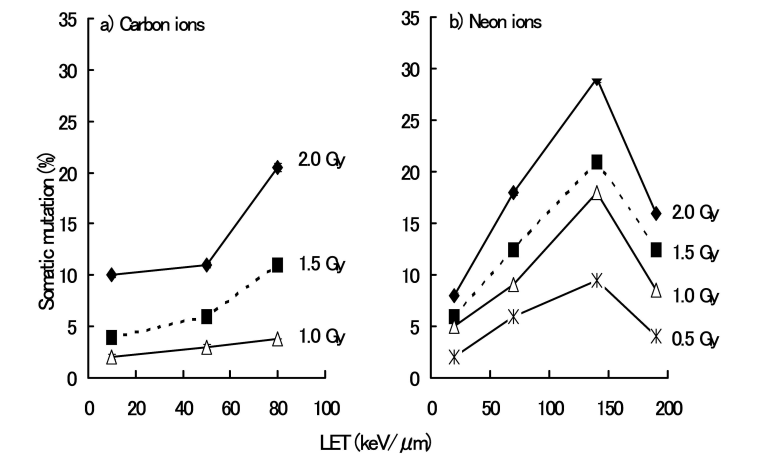 a) Carbon ions
35
30
25
20
15
10
5
0
0 20 40 60 80 100
2.0 Gy
1.5 Gy
1.0 Gy
Somatic mutation (%)
b) Neon ions
35
30
25
20
15
10
5
0
0 50 100 150 200
2.0 Gy
1.5 Gy
1.0 Gy
0.5 Gy
LET (keV/μm)